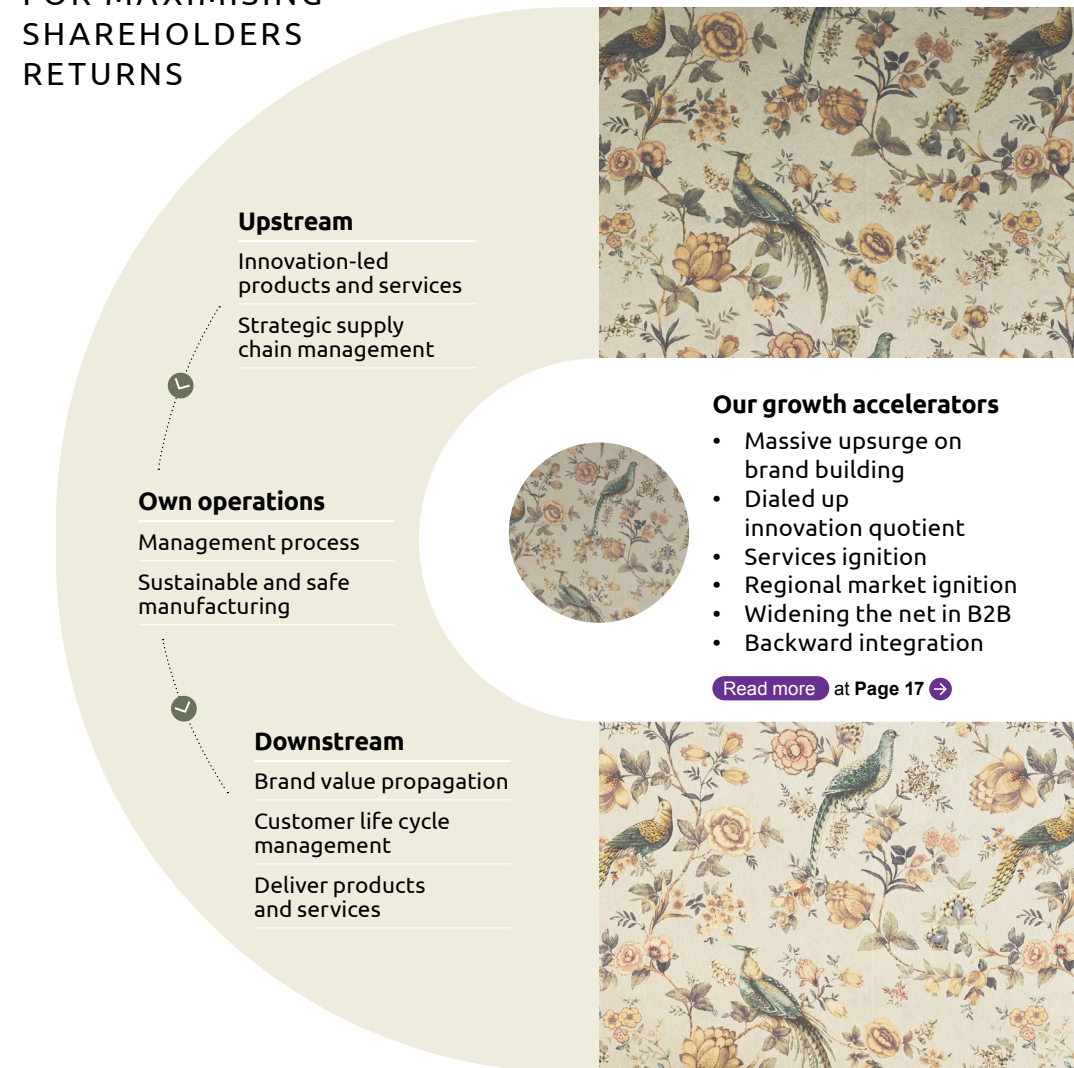 FOR MAXIMISING
SHAREHOLDERS
RETURNS
Upstream
Innovation-led
products and services
Strategic supply
chain management
Own operations
Management process
Sustainable and safe
manufacturing
Downstream
Brand value propagation
Customer life cycle
management
Deliver products
and services
Our growth accelerators
• Massive upsurge on
brand building
• Dialed up
innovation quotient
• Services ignition
• Regional market ignition
• Widening the net in B2B
• Backward integration
Read more at Page 17